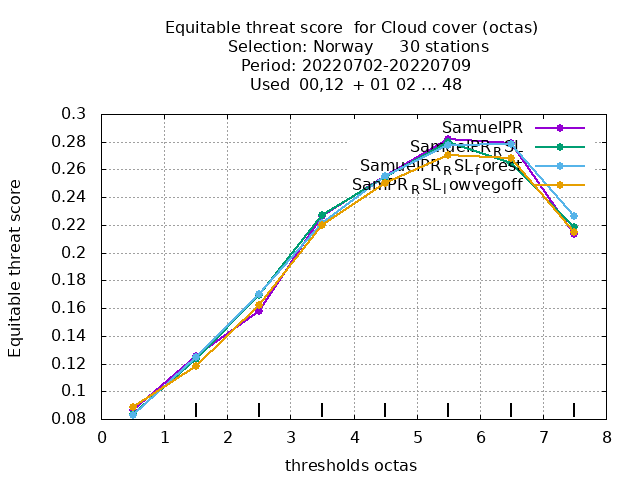 Equitable threat score for Cloud cover (octas)
Selection: Norway 30 stations
Period: 20220702-20220709
Used 00,12 + 01 02 ... 48
Equitable threat score
0.3
0.28
0.26
0.24
0.22
0.2
0.18
0.16
0.14
0.12
0.1
0.08
SamuelPR
SamuelPR_RSL
SamuelPR_RSL_forest
SamPR_RSL_lowvegoff
0 1 2 3 4 5 6 7 8
thresholds octas